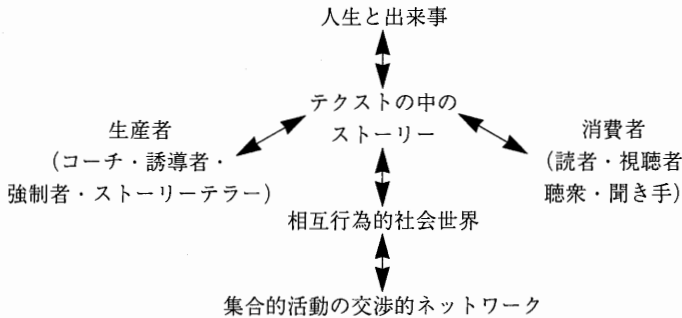 人生と出来事
テクストの中の
ストーリー
生産者
（コーチ・誘導者・
強制者・ストーリーテラー）
消費者
（読者・視聴者
聴衆・聞き手）
相互行為的社会世界
集合的活動の交渉的ネットワーク